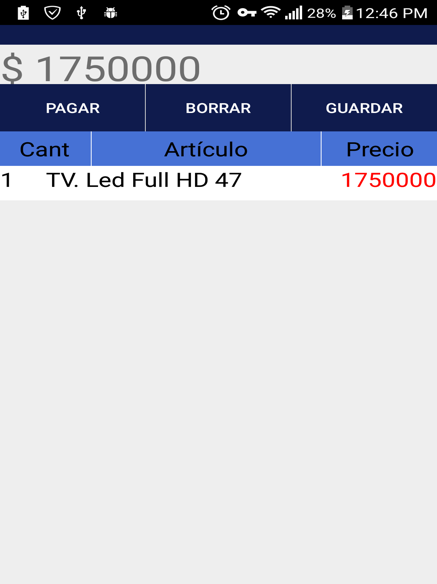 28% 12:46 PM
$ 1750000
PAGAR BORRAR GUARDAR
Cant Artículo Precio
1 TV. Led Full HD 47 1750000